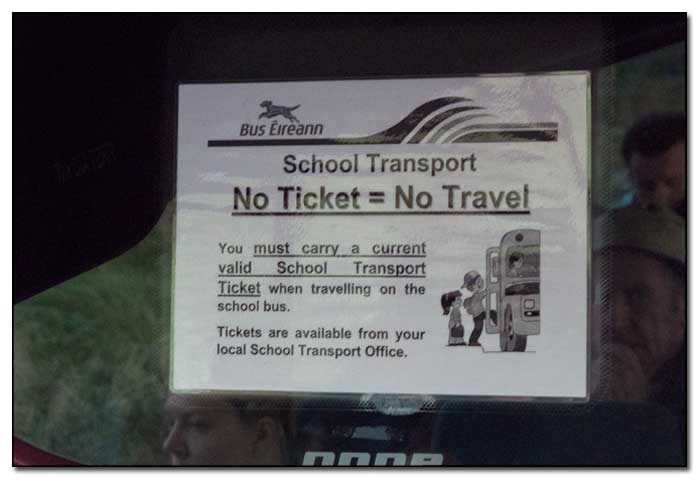 Bus Éireann
School Transport
No Ticket = No Travel
You must carry a current
valid School Transport
Ticket when travelling on the
school bus.
Tickets are available from your
local School Transport Office.